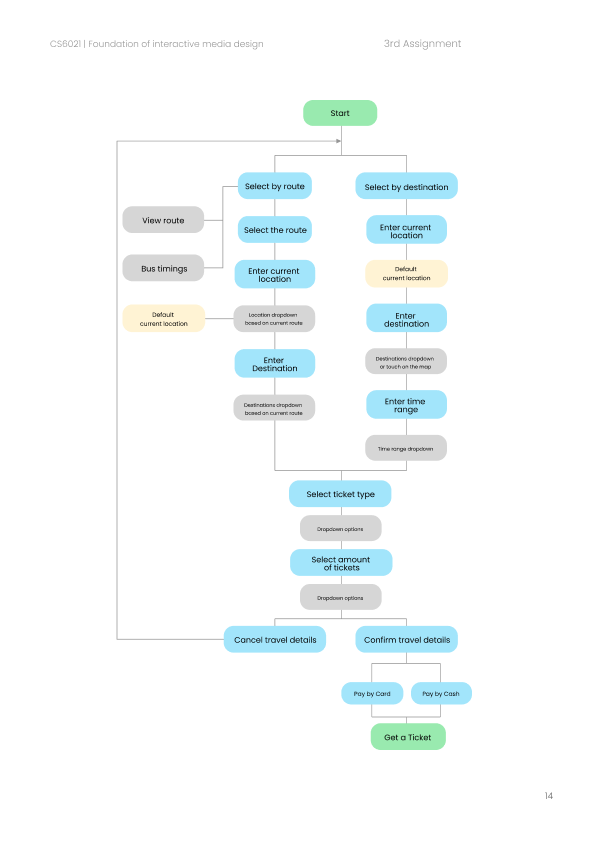 CS6021 | Foundation of interactive media design
3rd Assignment
Start
Select by route
Select by destination
View route
Select the route
Enter current
location
Bus timings
Enter current
location
Default
current location
Default
current location
Location dropdown
based on current route
Enter
destination
Enter
Destination
Destinations dropdown
or touch on the map
Destinations dropdown
based on current route
Enter time
range
Time range dropdown
Select ticket type
Dropdown options
Select amount
of tickets
Dropdown options
Cancel travel details
Confirm travel details
Pay by Card
Pay by Cash
Get a Ticket
14